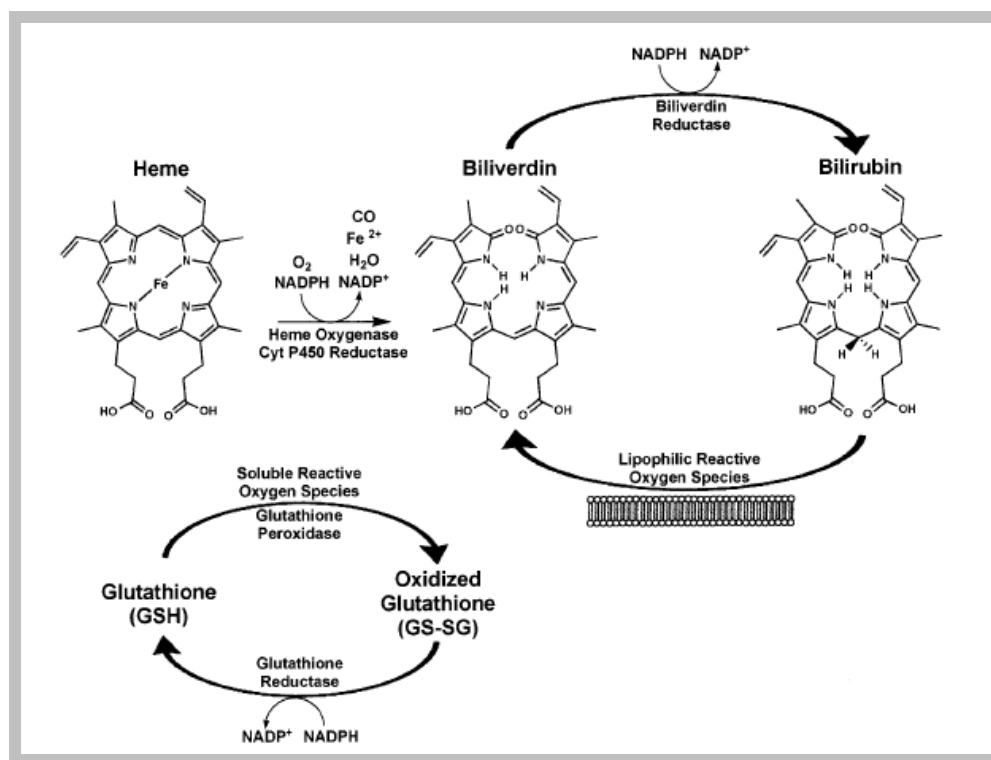 NADPH NADP+
Biliverdin
Reductase
Heme
Biliverdin
Bilirubin
CO
Fe 2+
H₂O
O₂
NADPH NADP+
Heme Oxygenase
Cyt P450 Reductase
N
N
N
N
Fe
O O
N
H
H
N
H
N
N
O O
N
H
H
N
N
H
H
N
H
H
HO
O
O
OH
HO
O
O
OH
HO
O
O
OH
Lipophilic Reactive
Oxygen Species
Soluble Reactive
Oxygen Species
Glutathione
Peroxidase
Glutathione
(GSH)
Oxidized
Glutathione
(GS-SG)
Glutathione
Reductase
NADP+ NADPH